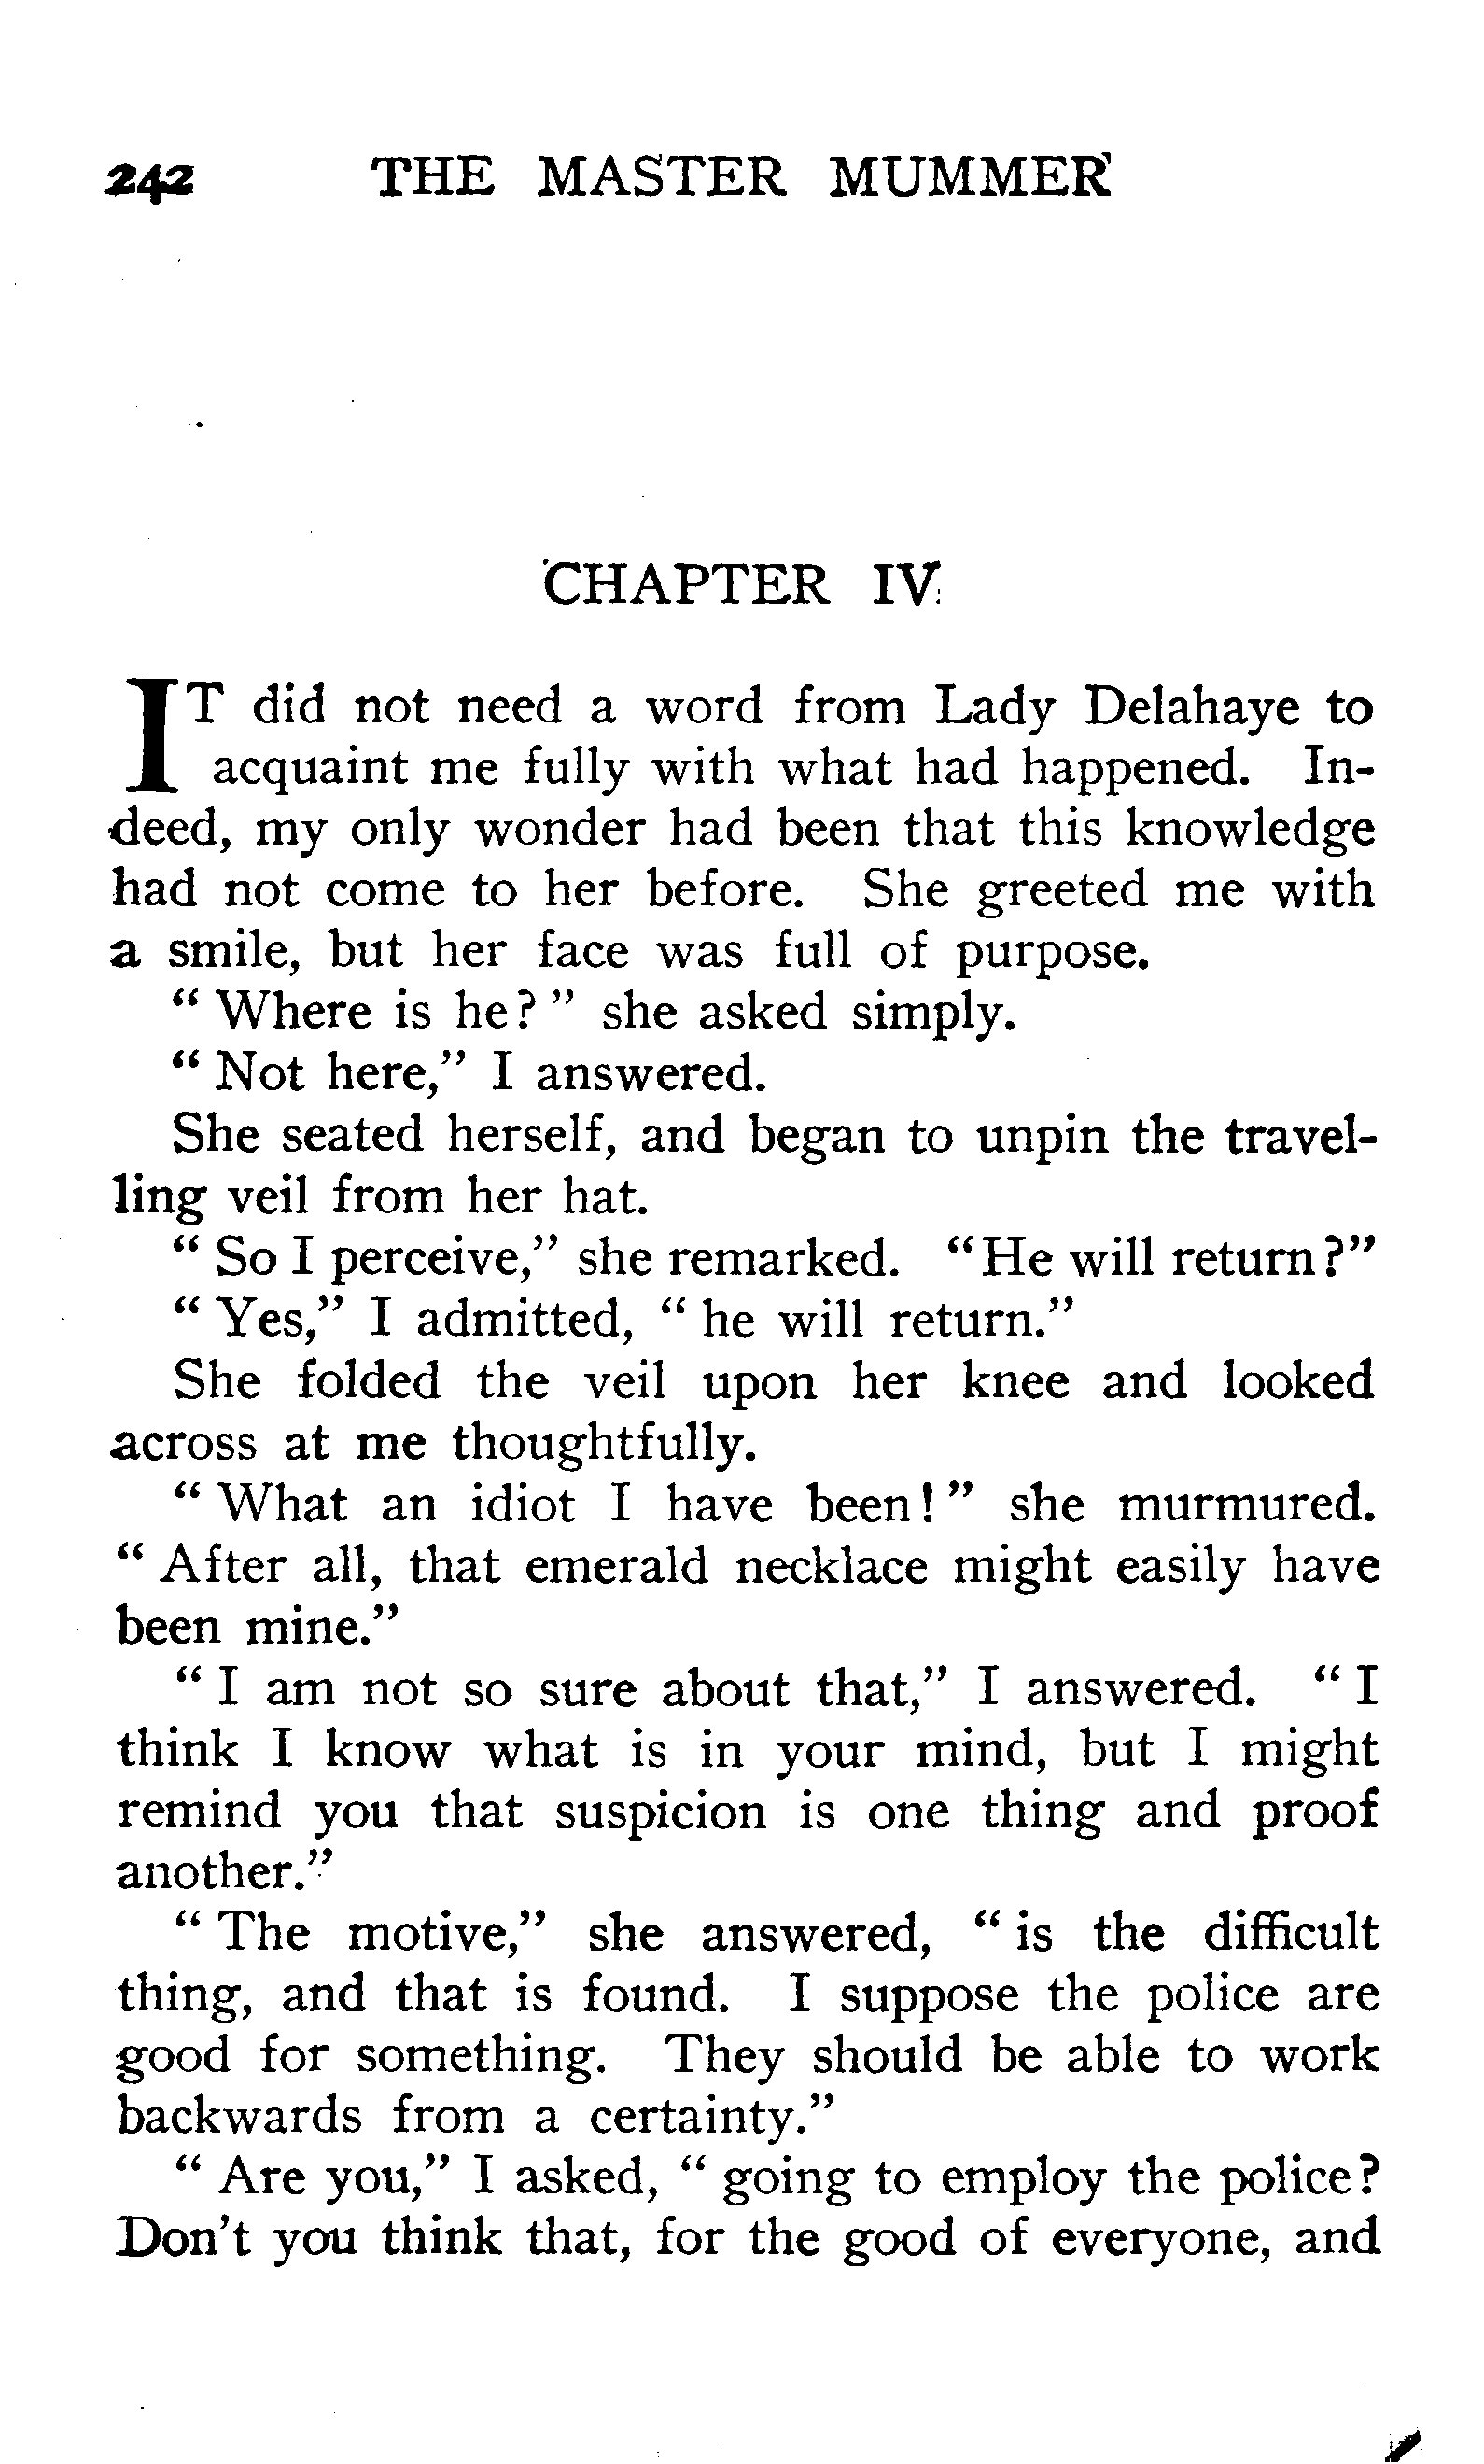 242 THE MASTER MUMMER
CHAPTER IV
IT did not need a word from Lady Delahaye to
acquaint me fully with what had happened. In-
deed, my only wonder had been that this knowledge
had not come to her before. She greeted me with
a smile, but her face was full of purpose.
“ Where is he? ” she asked simply.
“ Not here,” I answered.
She seated herself, and began to unpin the travel-
ling veil from her hat.
“ So I perceive,” she remarked. “He will return?”
“ Yes,” I admitted, “ he will return.”
She folded the veil upon her knee and looked
across at me thoughtfully.
“ What an idiot I have been! ” she murmured.
“ After all, that emerald necklace might easily have
been mine.”
“ I am not so sure about that,” I answered. “ I
think I know what is in your mind, but I might
remind you that suspicion is one thing and proof
another.”
“ The motive,” she answered, “ is the difficult
thing, and that is found. I suppose the police are
good for something. They should be able to work
backwards from a certainty.”
“ Are you,” I asked, “ going to employ the police?
Don’t you think that, for the good of everyone, and